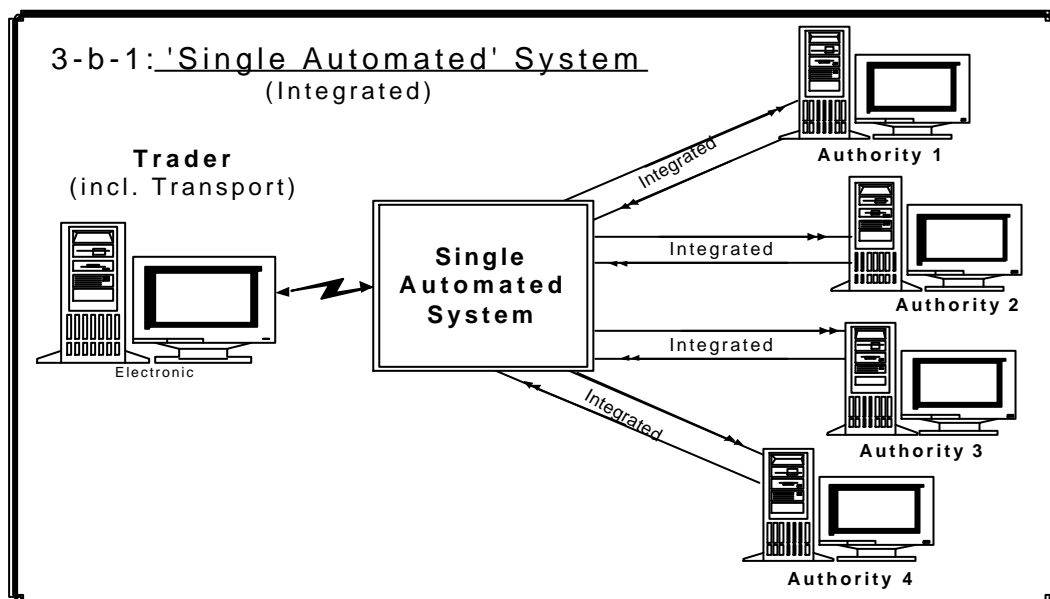 3-b-1: 'Single Automated' System
(Integrated)
Trader
(incl. Transport)
Electronic
Single
Automated
System
Integrated
Authority 1
Integrated
Authority 2
Integrated
Authority 3
Integrated
Authority 4